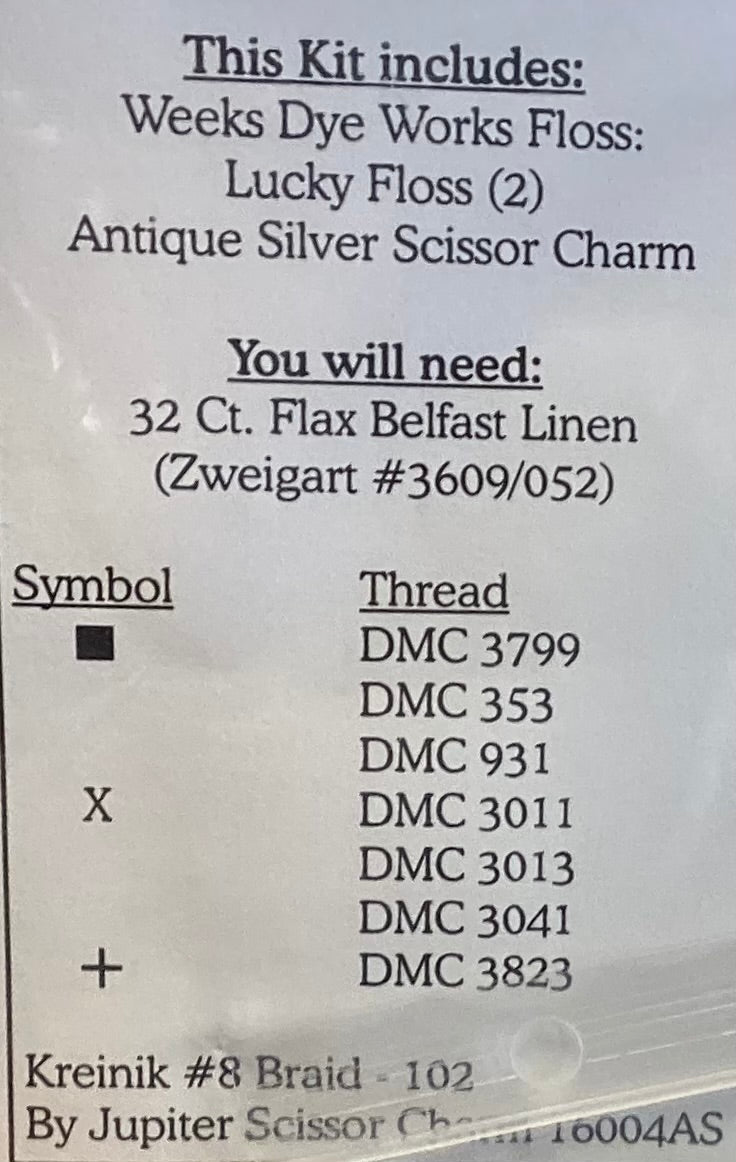 This Kit includes:
Weeks Dye Works Floss:
Lucky Floss (2)
Antique Silver Scissor Charm
You will need:
32 Ct. Flax Belfast Linen
(Zweigart #3609/052)
Symbol Thread
■ DMC 3799
DMC 353
DMC 931
X DMC 3011
DMC 3013
DMC 3041
+ DMC 3823
Kreinik #8 Braid - 102
By Jupiter Scissor Charm 16004AS